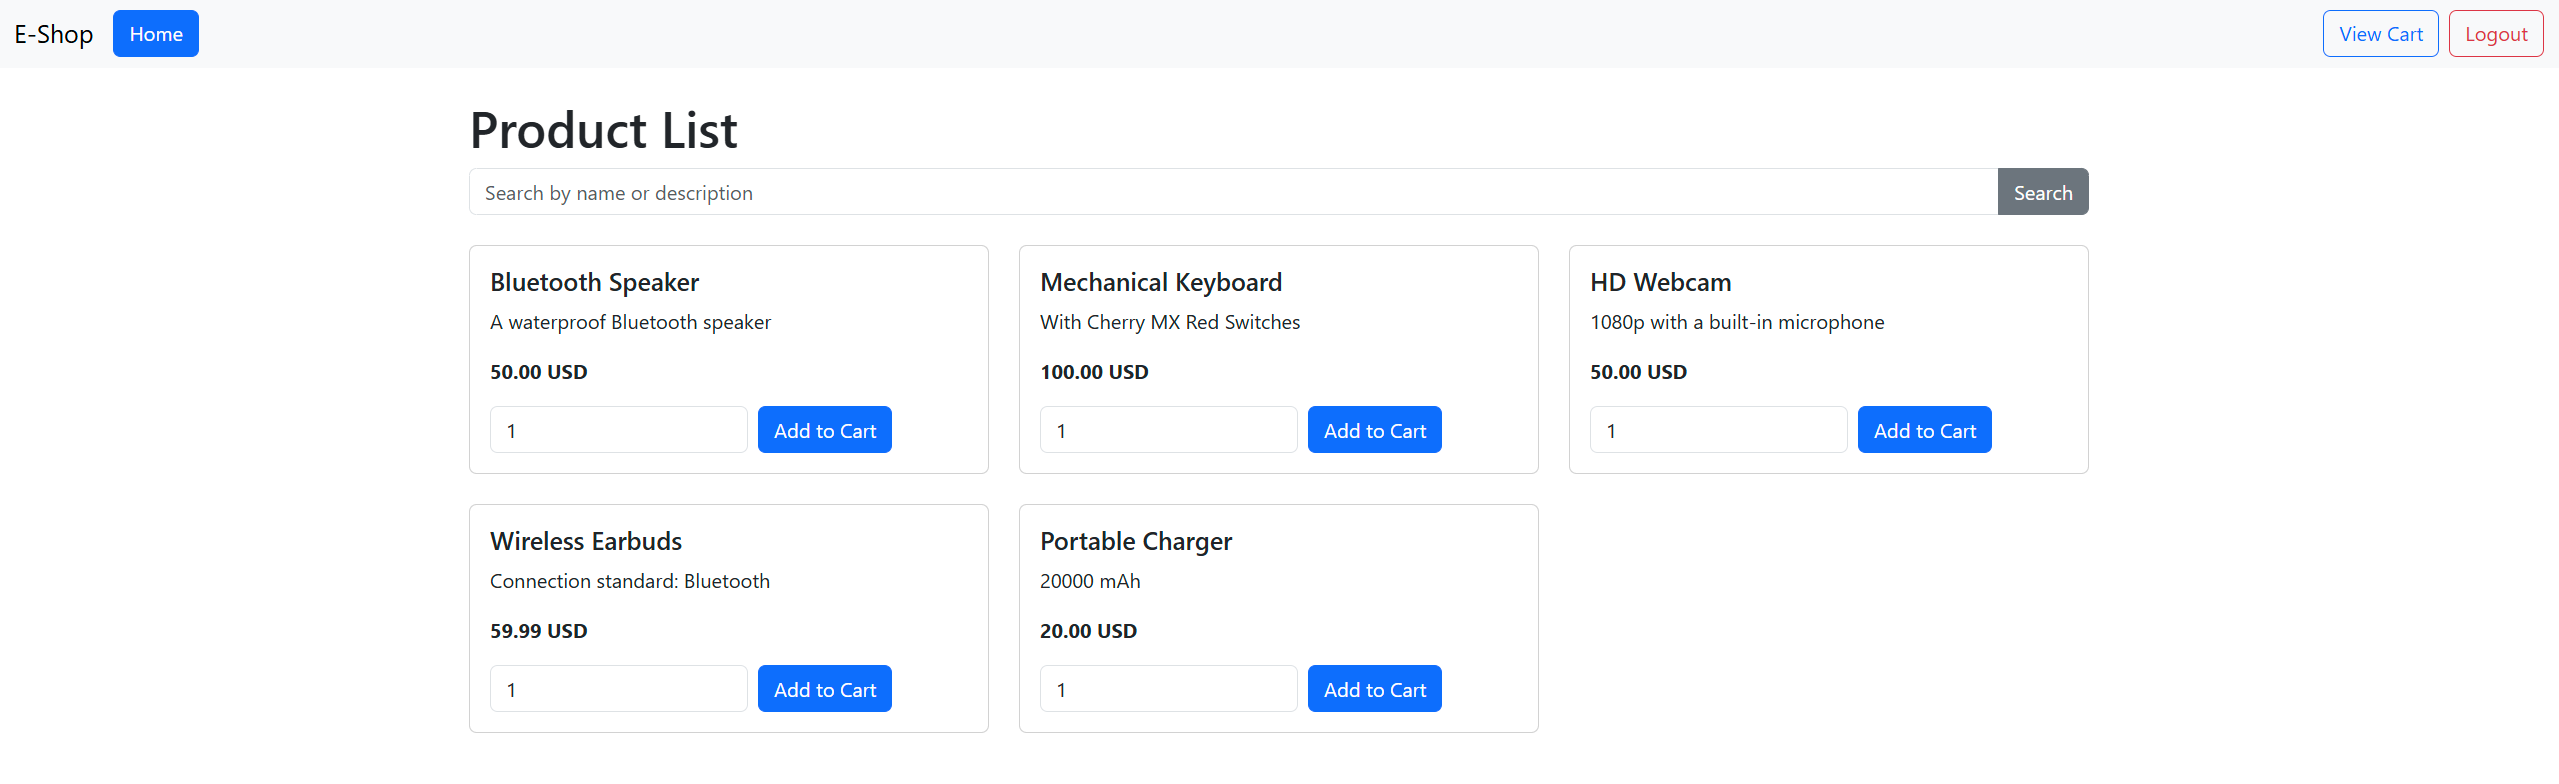 E-Shop Home View Cart Logout
Product List
Search by name or description Search
Bluetooth Speaker
A waterproof Bluetooth speaker
50.00 USD
1 Add to Cart
Mechanical Keyboard
With Cherry MX Red Switches
100.00 USD
1 Add to Cart
HD Webcam
1080p with a built-in microphone
50.00 USD
1 Add to Cart
Wireless Earbuds
Connection standard: Bluetooth
59.99 USD
1 Add to Cart
Portable Charger
20000 mAh
20.00 USD
1 Add to Cart